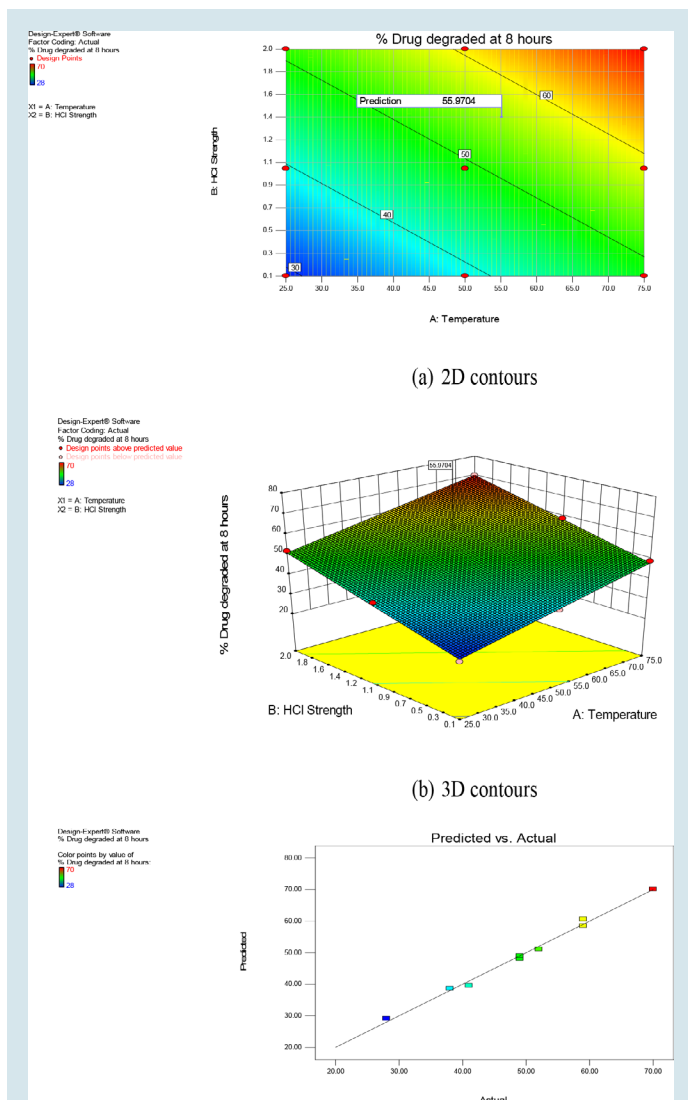 Design-Expert® Software
Factor Coding: Actual
% Drug degraded at 8 hours
Design Points
70
28
X1 = A: Temperature
X2 = B: HCl Strength
% Drug degraded at 8 hours
B: HCl Strength
2.0
1.8
1.6
1.4
1.2
1.1
0.9
0.7
0.5
0.3
0.1
Prediction 55.9704
60
50
40
30
25.0 30.0 35.0 40.0 45.0 50.0 55.0 60.0 65.0 70.0 75.0
A: Temperature
(a) 2D contours
Design-Expert® Software
Factor Coding: Actual
% Drug degraded at 8 hours
Design points above predicted value
Design points below predicted value
70
28
X1 = A: Temperature
X2 = B: HCl Strength
55.9704
% Drug degraded at 8 hours
80
70
60
50
40
30
20
2.0 1.8 1.6 1.4 1.2 1.1 0.9 0.7 0.5 0.3 0.1
25.0 30.0 35.0 40.0 45.0 50.0 55.0 60.0 65.0 70.0 75.0
B: HCl Strength
A: Temperature
(b) 3D contours
Design-Expert® Software
% Drug degraded at 8 hours
Color points by value of
% Drug degraded at 8 hours:
70
28
Predicted vs. Actual
Predicted
80.00
70.00
60.00
50.00
40.00
30.00
20.00
20.00 30.00 40.00 50.00 60.00 70.00